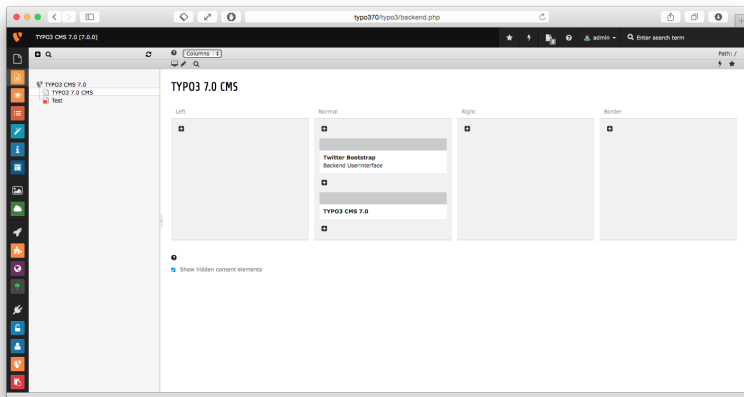 typo370/typo3/backend.php
TYPO3 CMS 7.0 [7.0.0]
admin
Enter search term
Columns
Path: /
TYPO3 CMS 7.0
TYPO3 7.0 CMS
Test
TYPO3 7.0 CMS
Left
Normal
Right
Border
Twitter Bootstrap
Backend Userinterface
TYPO3 CMS 7.0
Show hidden content elements